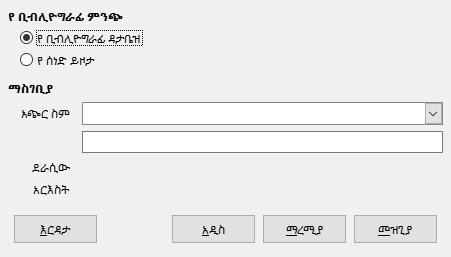 የ ቢብሊዮግራፊ ምንጭ
የ ቢብሊዮግራፊ ዳታቤዝ
የ ሰነድ ይዞታ
ማስገቢያ
አጭር ስም
ደራሲው
አርእስት
እርዳታ አዲስ ማረሚያ መዝጊያ